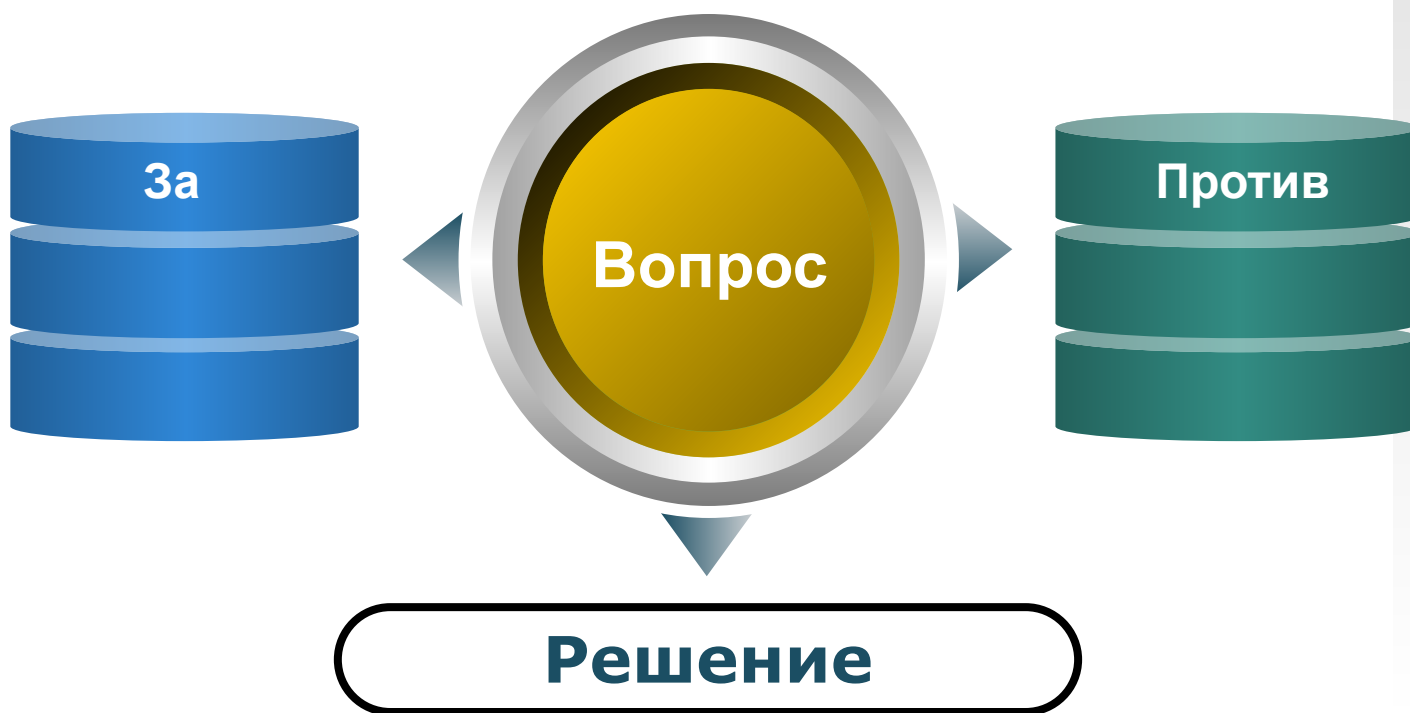 За
Против
Вопрос
Решение